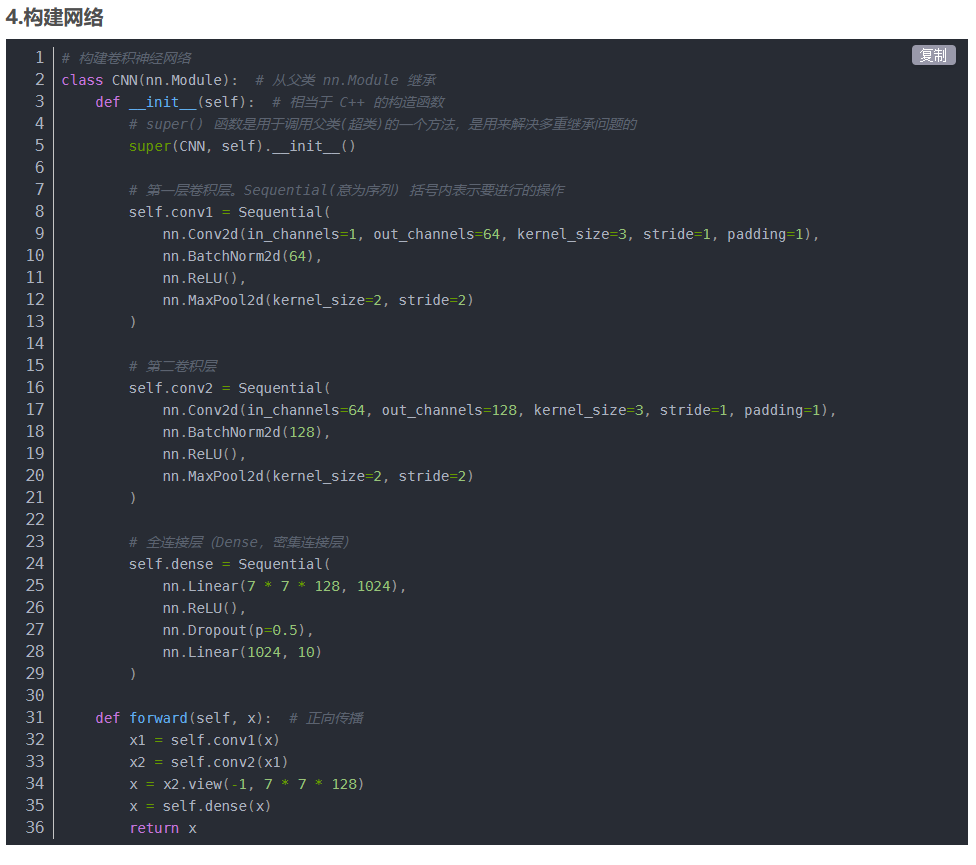 4.构建网络
复制
1 # 构建卷积神经网络
2 class CNN(nn.Module):  # 从父类 nn.Module 继承
3     def __init__(self):  # 相当于 C++ 的构造函数
4         # super() 函数是用于调用父类(超类)的一个方法，是用来解决多重继承问题的
5         super(CNN, self).__init__()
6
7         # 第一层卷积层。Sequential(意为序列) 括号内表示要进行的操作
8         self.conv1 = Sequential(
9             nn.Conv2d(in_channels=1, out_channels=64, kernel_size=3, stride=1, padding=1),
10             nn.BatchNorm2d(64),
11             nn.ReLU(),
12             nn.MaxPool2d(kernel_size=2, stride=2)
13         )
14
15         # 第二卷积层
16         self.conv2 = Sequential(
17             nn.Conv2d(in_channels=64, out_channels=128, kernel_size=3, stride=1, padding=1),
18             nn.BatchNorm2d(128),
19             nn.ReLU(),
20             nn.MaxPool2d(kernel_size=2, stride=2)
21         )
22
23         # 全连接层（Dense，密集连接层）
24         self.dense = Sequential(
25             nn.Linear(7 * 7 * 128, 1024),
26             nn.ReLU(),
27             nn.Dropout(p=0.5),
28             nn.Linear(1024, 10)
29         )
30
31     def forward(self, x):  # 正向传播
32         x1 = self.conv1(x)
33         x2 = self.conv2(x1)
34         x = x2.view(-1, 7 * 7 * 128)
35         x = self.dense(x)
36         return x